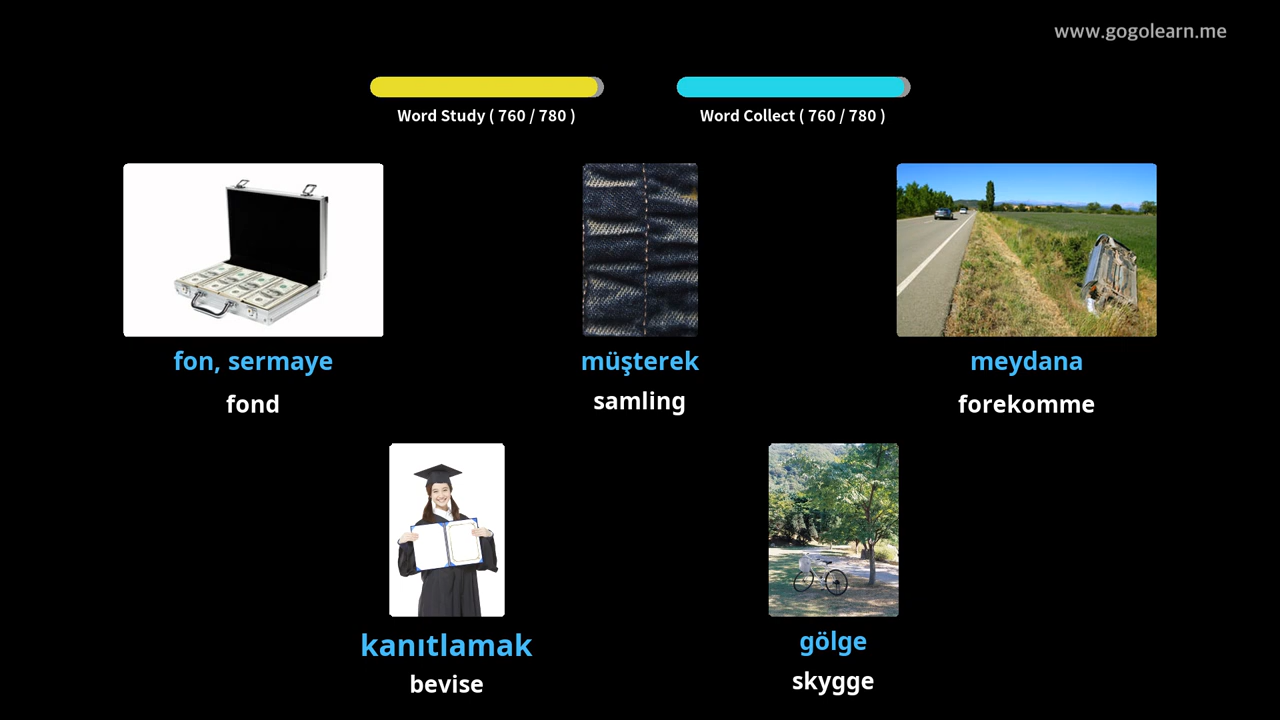 www.gogolearn.me
Word Study ( 760 / 780 )
Word Collect ( 760 / 780 )
fon, sermaye
fond
müşterek
samling
meydana
forekomme
kanıtlamak
bevise
gölge
skygge